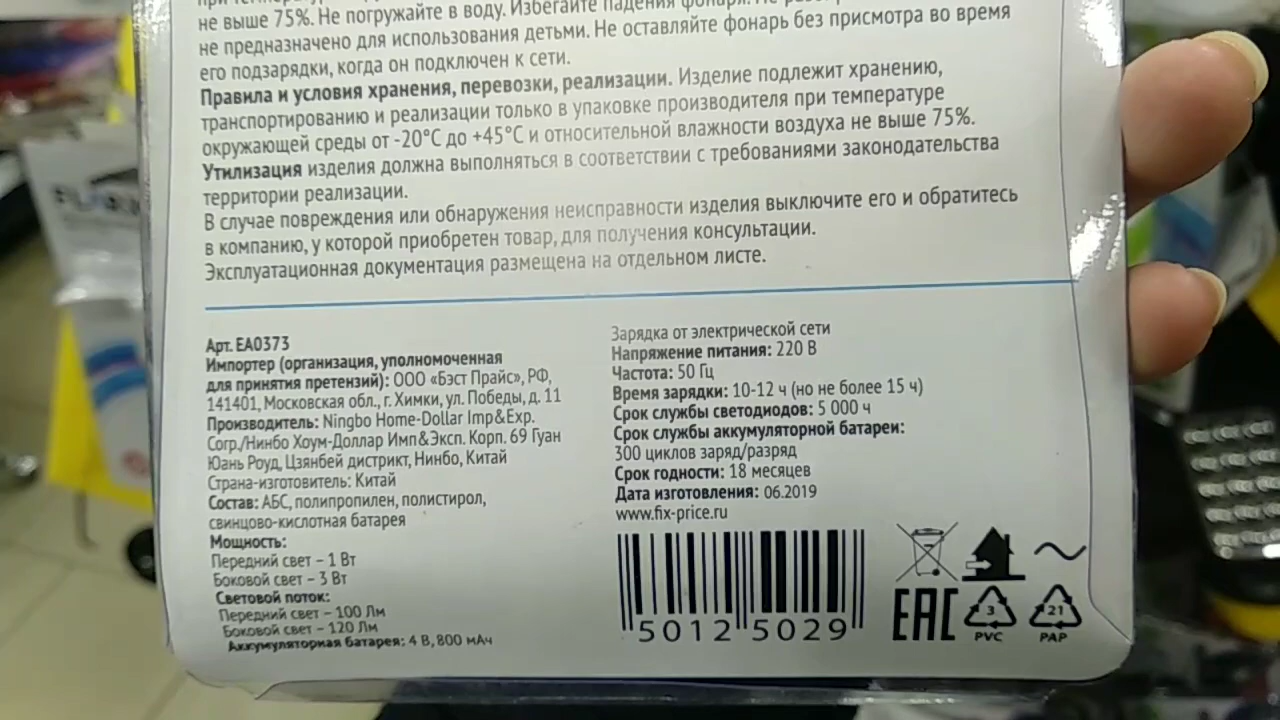 не выше 75%. Не погружайте в воду. Избегайте падения фонаря. Не
не предназначено для использования детьми. Не оставляйте фонарь без присмотра во время
его подзарядки, когда он подключен к сети.
Правила и условия хранения, перевозки, реализации. Изделие подлежит хранению,
транспортированию и реализации только в упаковке производителя при температуре
окружающей среды от -20°C до +45°C и относительной влажности воздуха не выше 75%.
Утилизация изделия должна выполняться в соответствии с требованиями законодательства
территории реализации.
В случае повреждения или обнаружения неисправности изделия выключите его и обратитесь
в компанию, у которой приобретен товар, для получения консультации.
Эксплуатационная документация размещена на отдельном листе.
Арт. EA0373
Импортер (организация, уполномоченная
для принятия претензий): ООО «Бэст Прайс», РФ,
141401, Московская обл., г. Химки, ул. Победы, д. 11
Производитель: Ningbo Home-Dollar Imp&Exp.
Corp./Нинбо Хоум-Доллар Имп&Эксп. Корп. 69 Гуан
Юань Роуд, Цзянбей дистрикт, Нинбо, Китай
Страна-изготовитель: Китай
Состав: АБС, полипропилен, полистирол,
свинцово-кислотная батарея
Мощность:
Передний свет – 1 Вт
Боковой свет – 3 Вт
Световой поток:
Передний свет – 100 Лм
Боковой свет – 120 Лм
Аккумуляторная батарея: 4 В, 800 мАч
Зарядка от электрической сети
Напряжение питания: 220 В
Частота: 50 Гц
Время зарядки: 10-12 ч (но не более 15 ч)
Срок службы светодиодов: 5 000 ч
Срок службы аккумуляторной батареи:
300 циклов заряд/разряд
Срок годности: 18 месяцев
Дата изготовления: 06.2019
www.fix-price.ru
5012 5029
EAC
3
PVC
21
PAP